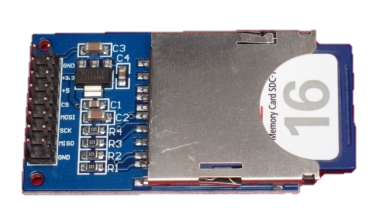 GND
+3.3
+5
CS
MOSI
SCK
MISO
GND
C3
C4
C1
C2
R4
R3
R2
R1
Memory Card SDC-
16